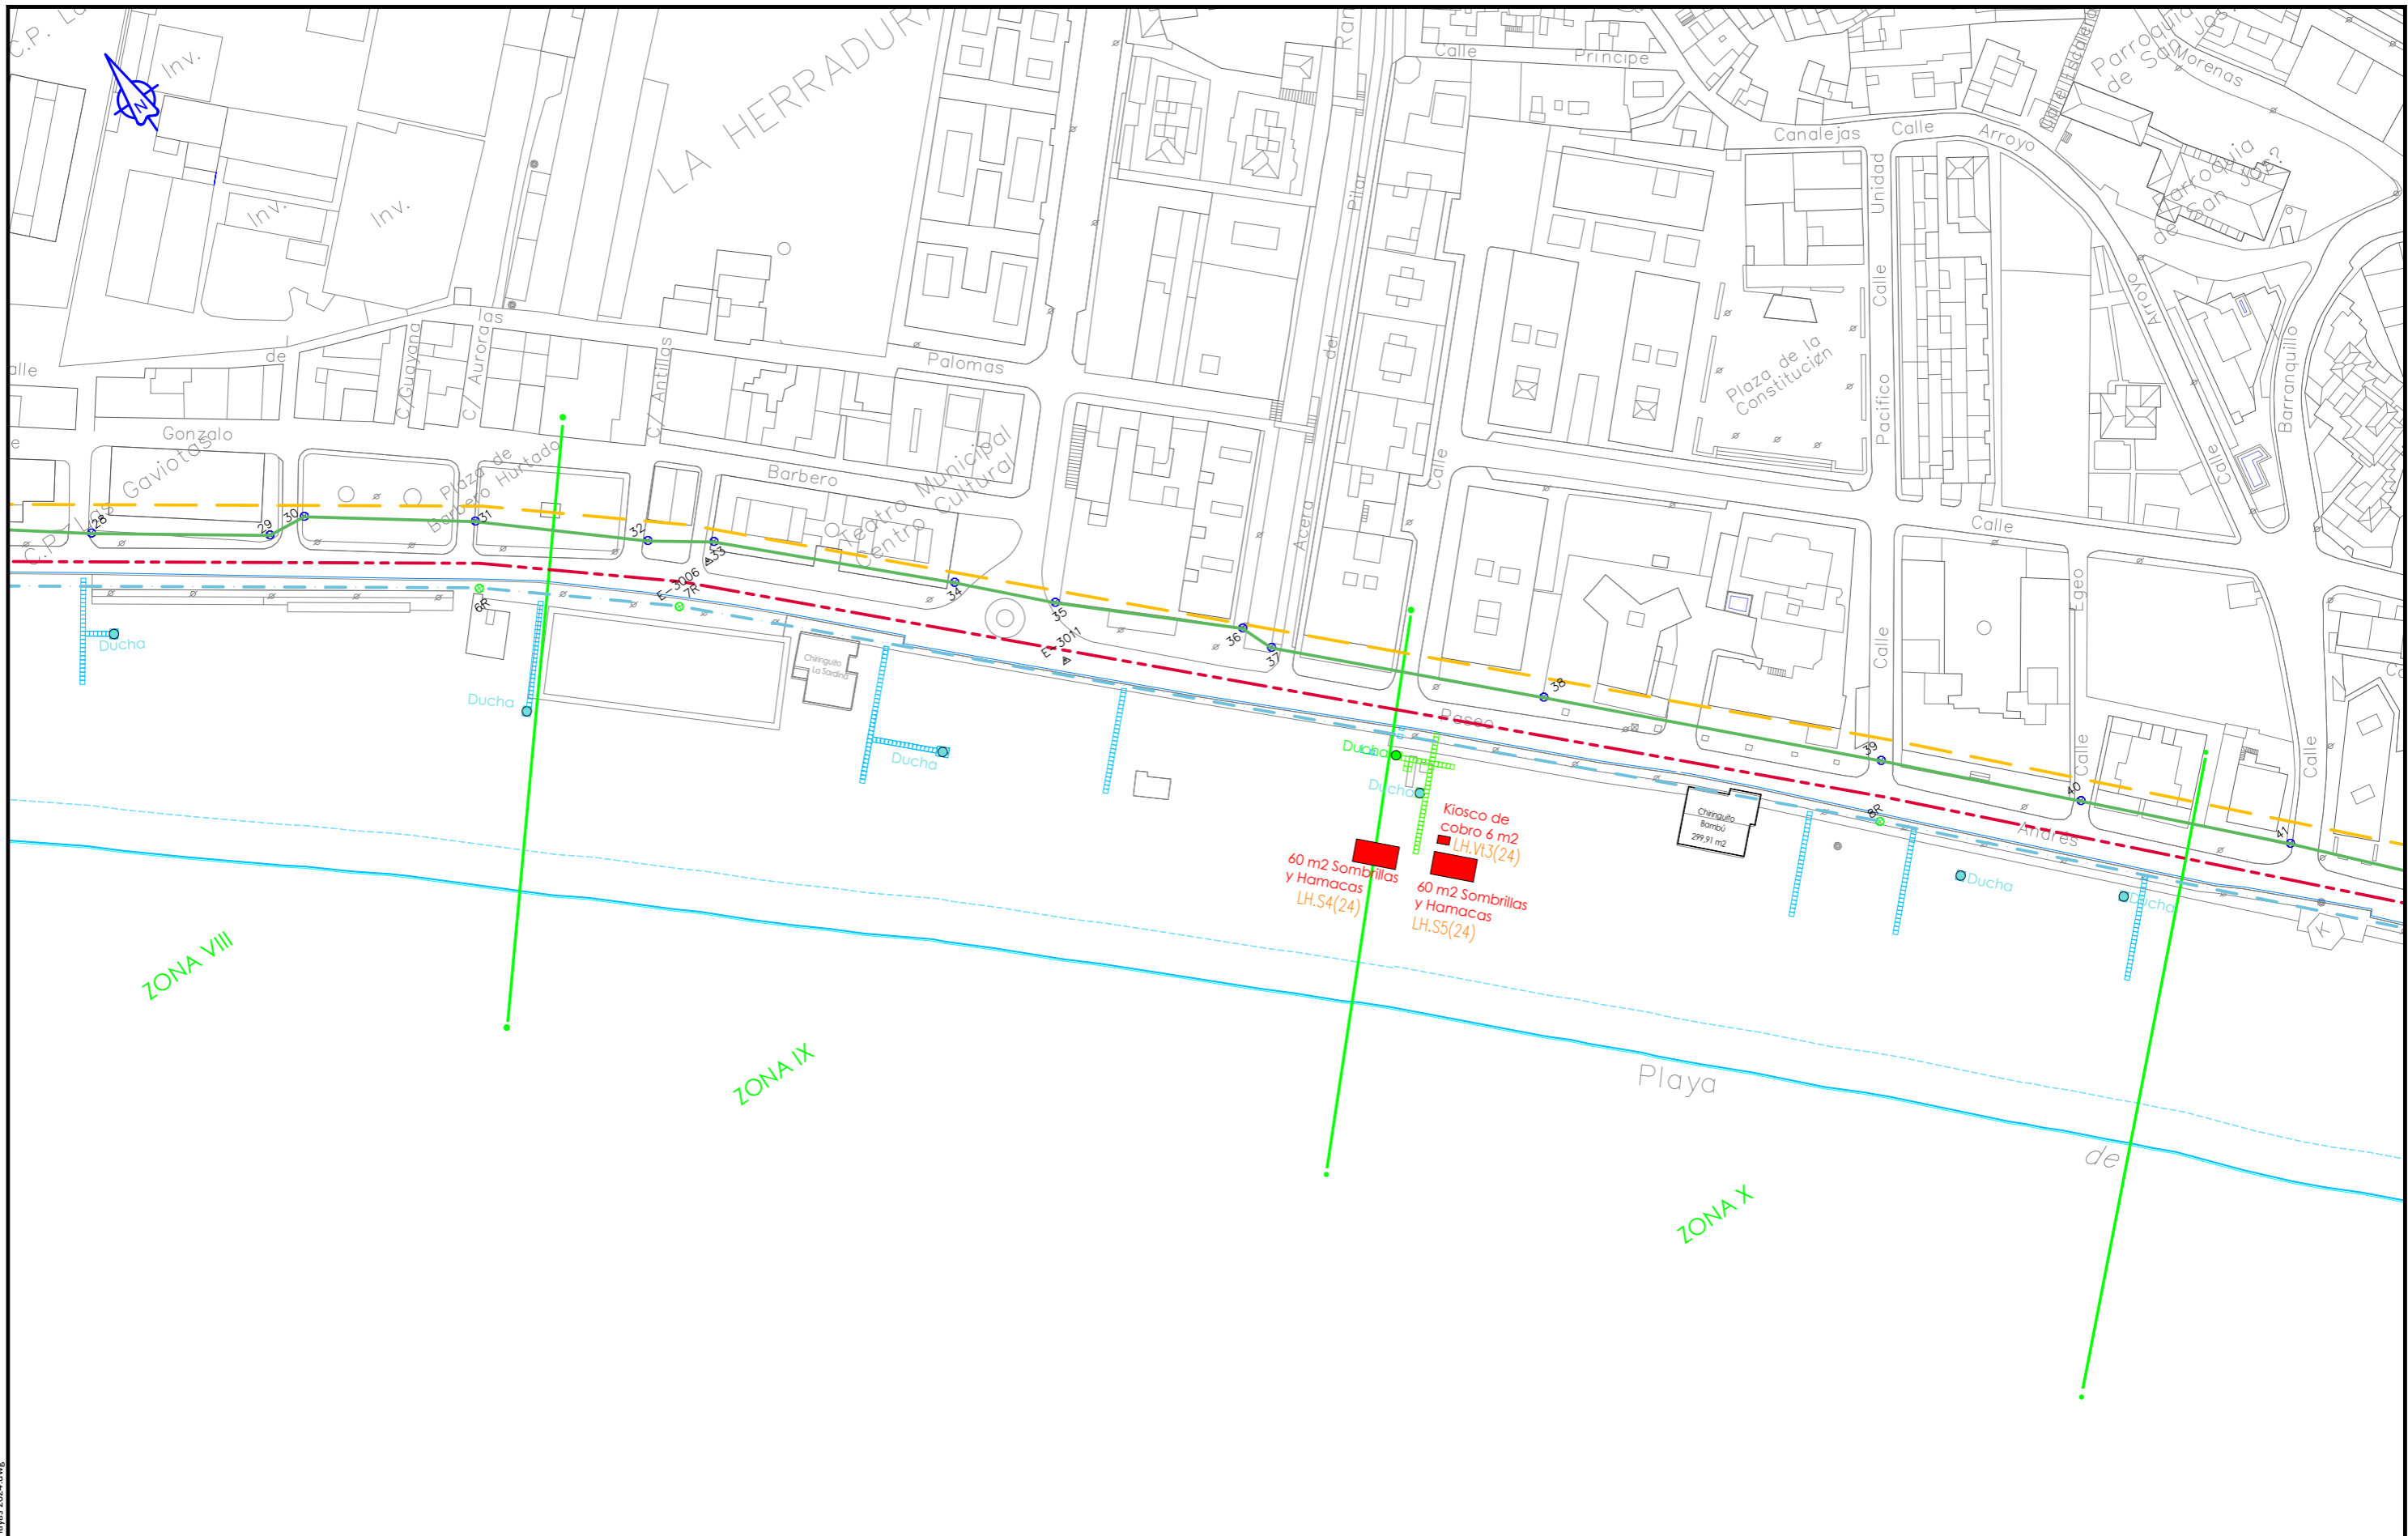 C.P. La
Inv.
N
Inv.
Inv.
LA HERRADURA
Ran
Calle
Principe
Canalejas
Calle
Arroyo
Parroquia
de San Jos?
Morenas
Parroquia
de San Jos?
Unidad
Pilar
Calle
del
Arroyo
Barranquillo
las
de
alle
C/Guayana
C/ Aurora
C/ Antillas
Palomas
Plaza de la
Constitución
Pacifico
Gonzalo
Gaviotas
C.P. Las
Plaza de
Barbero Hurtado
Barbero
Teatro Municipal
Centro Cultural
Acera
Calle
Calle
Calle
Egeo
Calle
Calle
Calle
28
29
30
31
32
33
34
35
36
37
38
39
40
41
E-3006
7R
6R
E-3011
8R
Ducha
Ducha
Chiringuito
La Sardina
Ducha
Paseo
Ducha
Ducha
Kiosco de
cobro 6 m2
LH.Vt3(24)
60 m2 Sombrillas
y Hamacas
LH.S4(24)
60 m2 Sombrillas
y Hamacas
LH.S5(24)
Chiringuito
Bambú
299,91 m2
Andrés
Ducha
Ducha
K
ZONA VIII
ZONA IX
ZONA X
Playa
de